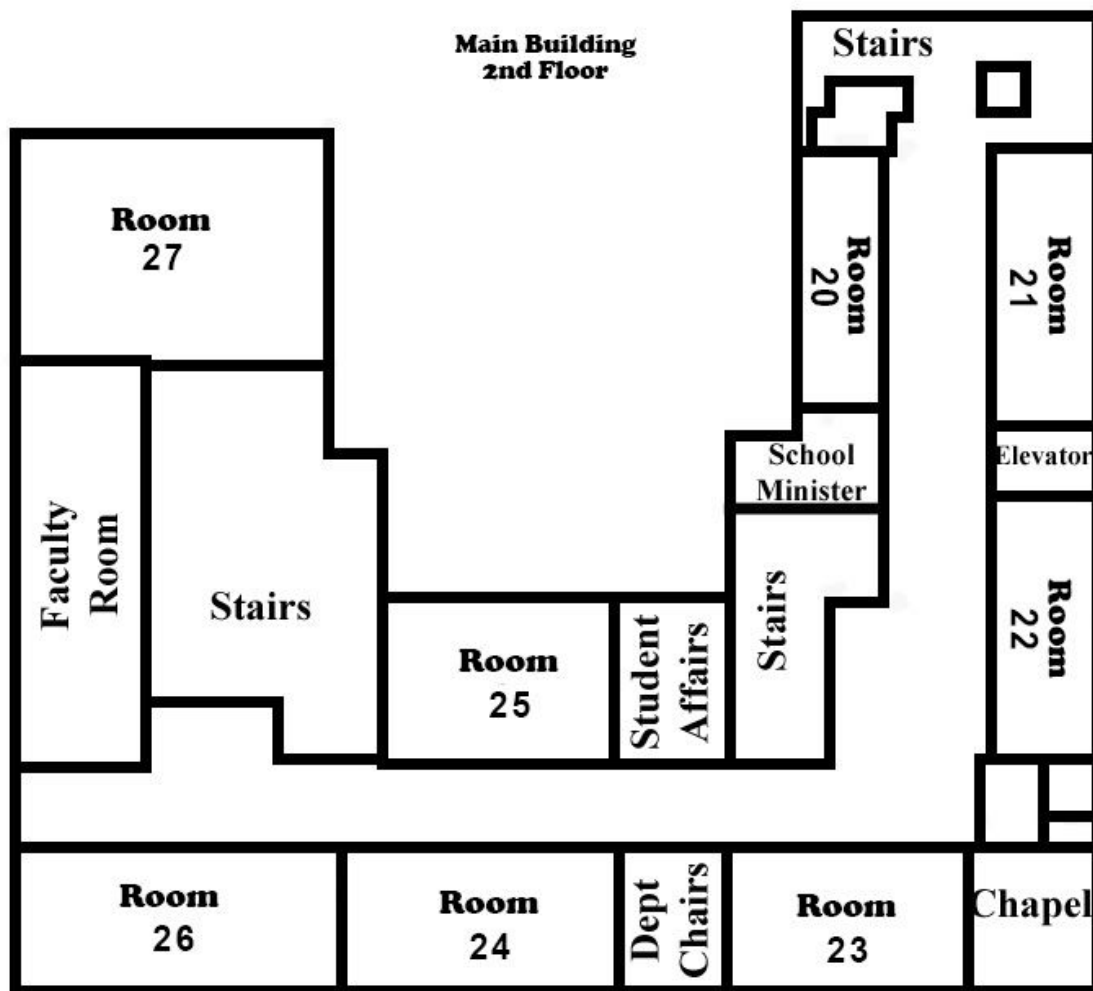 Main Building
2nd Floor
Stairs
Room
27
Room
20
Room
21
School
Minister
Elevator
Faculty
Room
Stairs
Room
25
Student
Affairs
Stairs
Room
22
Room
26
Room
24
Dept
Chairs
Room
23
Chapel